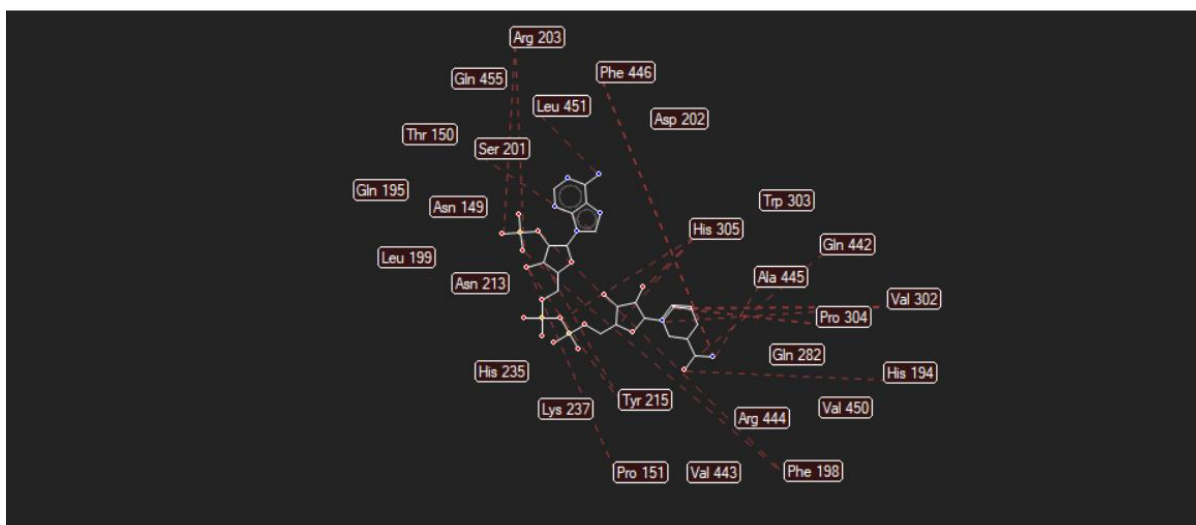 Arg 203
Phe 446
Gln 455
Leu 451
Asp 202
Thr 150
Ser 201
Gln 195
Trp 303
Asn 149
His 305
Gln 442
Leu 199
Ala 445
Asn 213
Val 302
Pro 304
Gln 282
His 235
His 194
Tyr 215
Lys 237
Val 450
Arg 444
Pro 151
Val 443
Phe 198